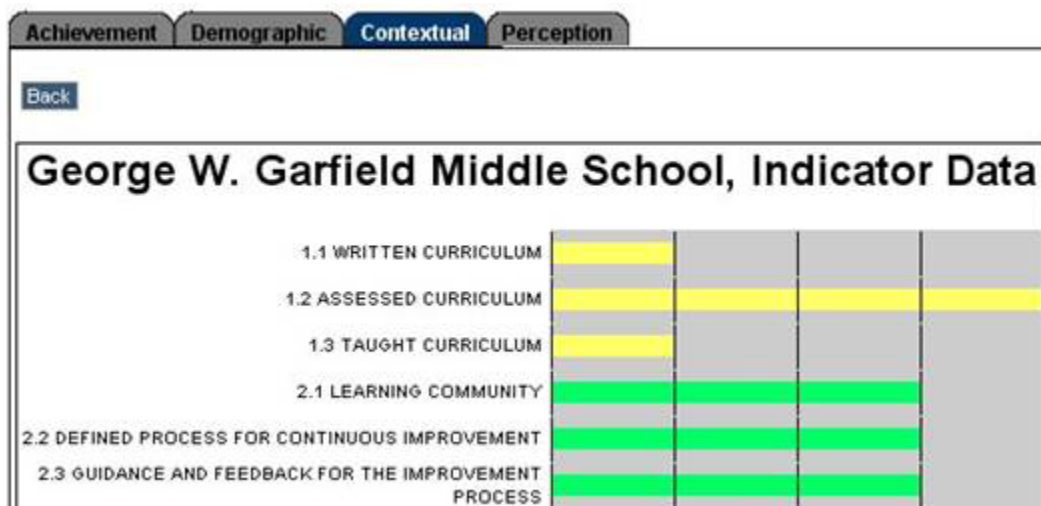 Achievement Demographic Contextual Perception
Back
George W. Garfield Middle School, Indicator Data
1.1 WRITTEN CURRICULUM
1.2 ASSESSED CURRICULUM
1.3 TAUGHT CURRICULUM
2.1 LEARNING COMMUNITY
2.2 DEFINED PROCESS FOR CONTINUOUS IMPROVEMENT
2.3 GUIDANCE AND FEEDBACK FOR THE IMPROVEMENT
PROCESS